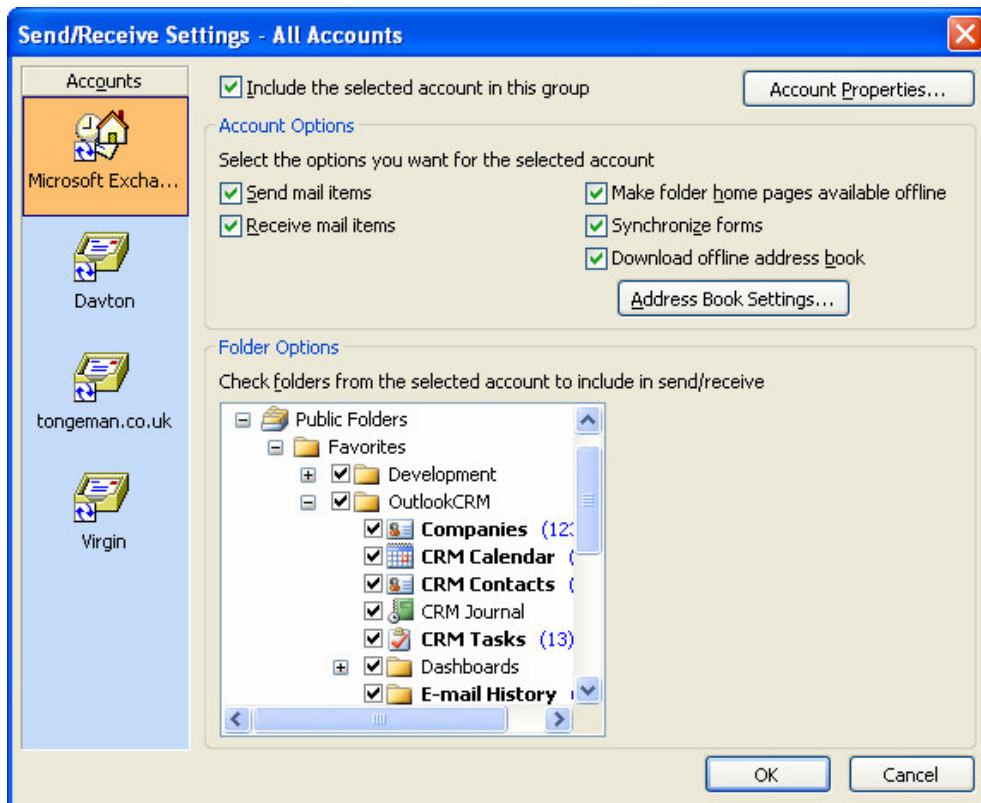 Send/Receive Settings - All Accounts
Accounts
Microsoft Excha...
Davton
tongeman.co.uk
Virgin
Include the selected account in this group
Account Properties...
Account Options
Select the options you want for the selected account
Send mail items
Make folder home pages available offline
Receive mail items
Synchronize forms
Download offline address book
Address Book Settings...
Folder Options
Check folders from the selected account to include in send/receive
Public Folders
Favorites
Development
OutlookCRM
Companies (12
CRM Calendar (
CRM Contacts (
CRM Journal
CRM Tasks (13)
Dashboards
E-mail History
OK
Cancel